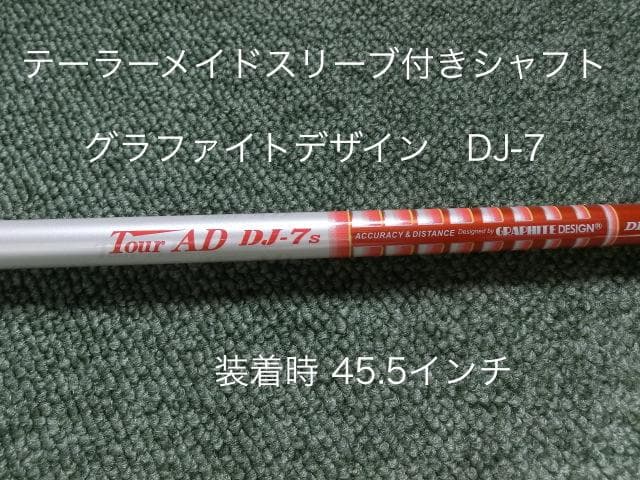 テーラーメイドスリーブ付きシャフト
グラファイトデザイン　DJ-7
Tour AD DJ-7s ACCURACY & DISTANCE Designed by GRAPHITE DESIGN®
装着時 45.5インチ